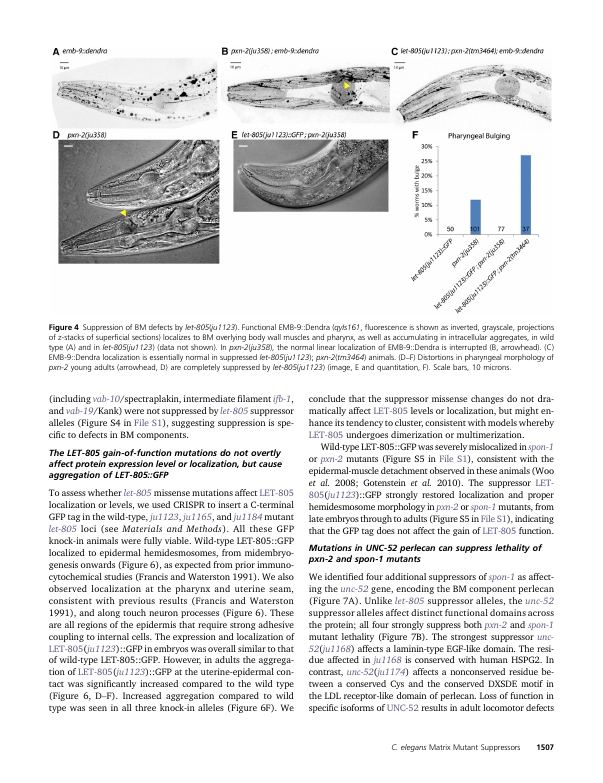 A emb-9::dendra
B pxn-2(ju358) ; emb-9::dendra
C let-805(ju1123) ; pxn-2(tm3464); emb-9::dendra
10 µm
10 µm
10 µm
D pxn-2(ju358)
E let-805(ju1123)::GFP ; pxn-2(ju358)
F
Pharyngeal Bulging
% worms with bulge
30%
25%
20%
15%
10%
5%
0%
50
101
77
37
let-805(ju1123)::GFP
pxn-2(ju358)
let-805(ju1123)::GFP ; pxn-2(ju358)
let-805(ju1123)::GFP ; pxn-2(tm3464)
Figure 4 Suppression of BM defects by let-805(ju1123). Functional EMB-9::Dendra (qyIs161, fluorescence is shown as inverted, grayscale, projections
of z-stacks of superficial sections) localizes to BM overlying body wall muscles and pharynx, as well as accumulating in intracellular aggregates, in wild
type (A) and in let-805(ju1123) (data not shown). In pxn-2(ju358), the normal linear localization of EMB-9::Dendra is interrupted (B, arrowhead). (C)
EMB-9::Dendra localization is essentially normal in suppressed let-805(ju1123); pxn-2(tm3464) animals. (D–F) Distortions in pharyngeal morphology of
pxn-2 young adults (arrowhead, D) are completely suppressed by let-805(ju1123) (image, E and quantitation, F). Scale bars, 10 microns.
(including vab-10/spectraplakin, intermediate filament ifb-1,
and vab-19/Kank) were not suppressed by let-805 suppressor
alleles (Figure S4 in File S1), suggesting suppression is spe-
cific to defects in BM components.
The LET-805 gain-of-function mutations do not overtly
affect protein expression level or localization, but cause
aggregation of LET-805::GFP
To assess whether let-805 missense mutations affect LET-805
localization or levels, we used CRISPR to insert a C-terminal
GFP tag in the wild-type, ju1123, ju1165, and ju1184 mutant
let-805 loci (see Materials and Methods). All these GFP
knock-in animals were fully viable. Wild-type LET-805::GFP
localized to epidermal hemidesmosomes, from midembryo-
genesis onwards (Figure 6), as expected from prior immuno-
cytochemical studies (Francis and Waterston 1991). We also
observed localization at the pharynx and uterine seam,
consistent with previous results (Francis and Waterston
1991), and along touch neuron processes (Figure 6). These
are all regions of the epidermis that require strong adhesive
coupling to internal cells. The expression and localization of
LET-805(ju1123)::GFP in embryos was overall similar to that
of wild-type LET-805::GFP. However, in adults the aggrega-
tion of LET-805(ju1123)::GFP at the uterine-epidermal con-
tact was significantly increased compared to the wild type
(Figure 6, D–F). Increased aggregation compared to wild
type was seen in all three knock-in alleles (Figure 6F). We
conclude that the suppressor missense changes do not dra-
matically affect LET-805 levels or localization, but might en-
hance its tendency to cluster, consistent with models whereby
LET-805 undergoes dimerization or multimerization.
Wild-type LET-805::GFP was severely mislocalized in spon-1
or pxn-2 mutants (Figure S5 in File S1), consistent with the
epidermal-muscle detachment observed in these animals (Woo
et al. 2008; Gotenstein et al. 2010). The suppressor LET-
805(ju1123)::GFP strongly restored localization and proper
hemidesmosome morphology in pxn-2 or spon-1 mutants, from
late embryos through to adults (Figure S5 in File S1), indicating
that the GFP tag does not affect the gain of LET-805 function.
Mutations in UNC-52 perlecan can suppress lethality of
pxn-2 and spon-1 mutants
We identified four additional suppressors of spon-1 as affect-
ing the unc-52 gene, encoding the BM component perlecan
(Figure 7A). Unlike let-805 suppressor alleles, the unc-52
suppressor alleles affect distinct functional domains across
the protein; all four strongly suppress both pxn-2 and spon-1
mutant lethality (Figure 7B). The strongest suppressor unc-
52(ju1168) affects a laminin-type EGF-like domain. The resi-
due affected in ju1168 is conserved with human HSPG2. In
contrast, unc-52(ju1174) affects a nonconserved residue be-
tween a conserved Cys and the conserved DXSDE motif in
the LDL receptor-like domain of perlecan. Loss of function in
specific isoforms of UNC-52 results in adult locomotor defects
C. elegans Matrix Mutant Suppressors 1507